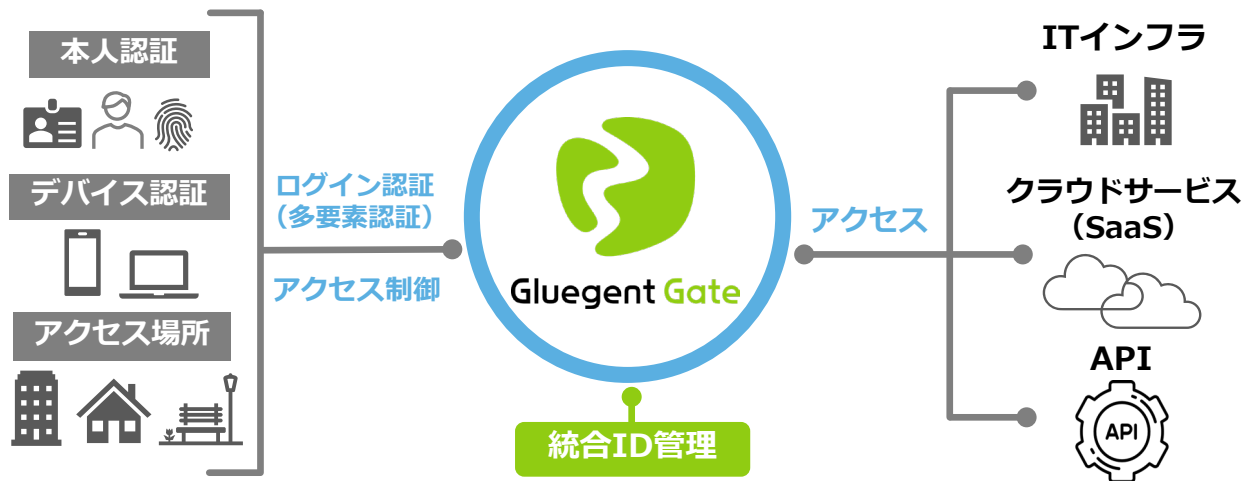 本人認証
デバイス認証
アクセス場所
ログイン認証
(多要素認証)
アクセス制御
Gluegent Gate
統合ID管理
アクセス
ITインフラ
クラウドサービス
(SaaS)
API
API